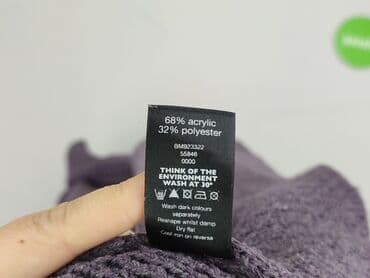 68% acrylic
32% polyester
BM923322
55846
0000
THINK OF THE
ENVIRONMENT
WASH AT 30°
Wash dark colours
separately
Reshape whilst damp
Dry flat
Cool iron on reverse